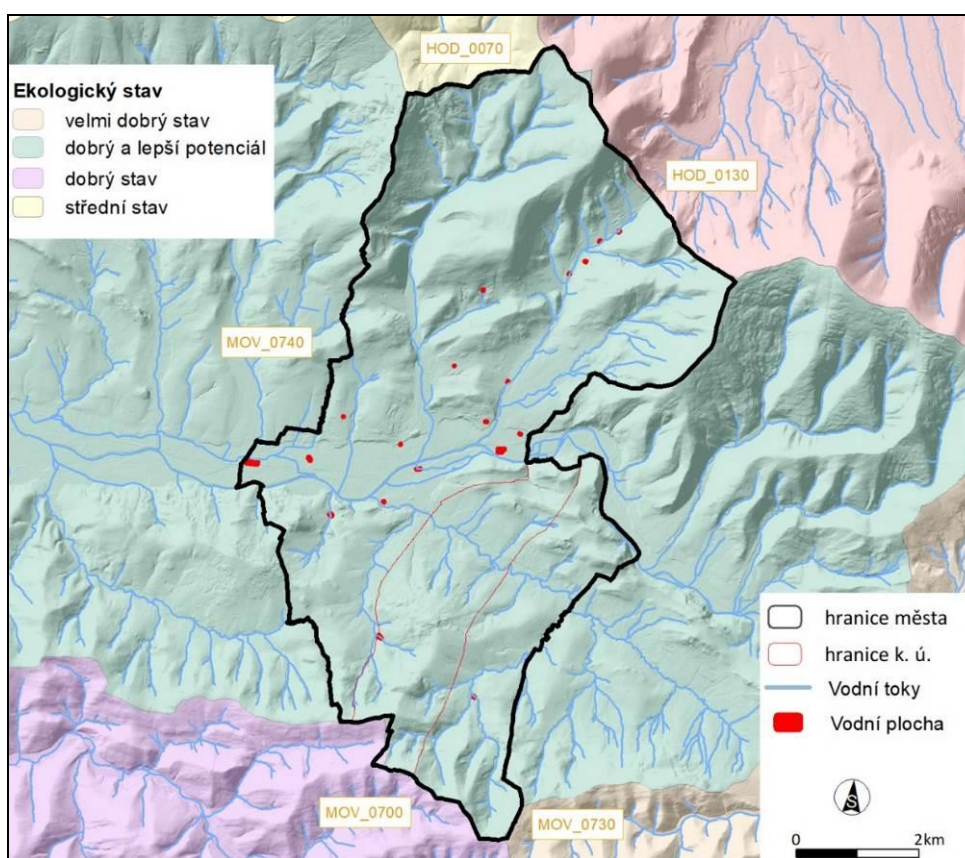 HOD_0070
Ekologický stav
velmi dobrý stav
dobrý a lepší potenciál
dobrý stav
střední stav
HOD_0130
MOV_0740
hranice města
hranice k. ú.
Vodní toky
Vodní plocha
S
MOV_0700
MOV_0730
0 2km